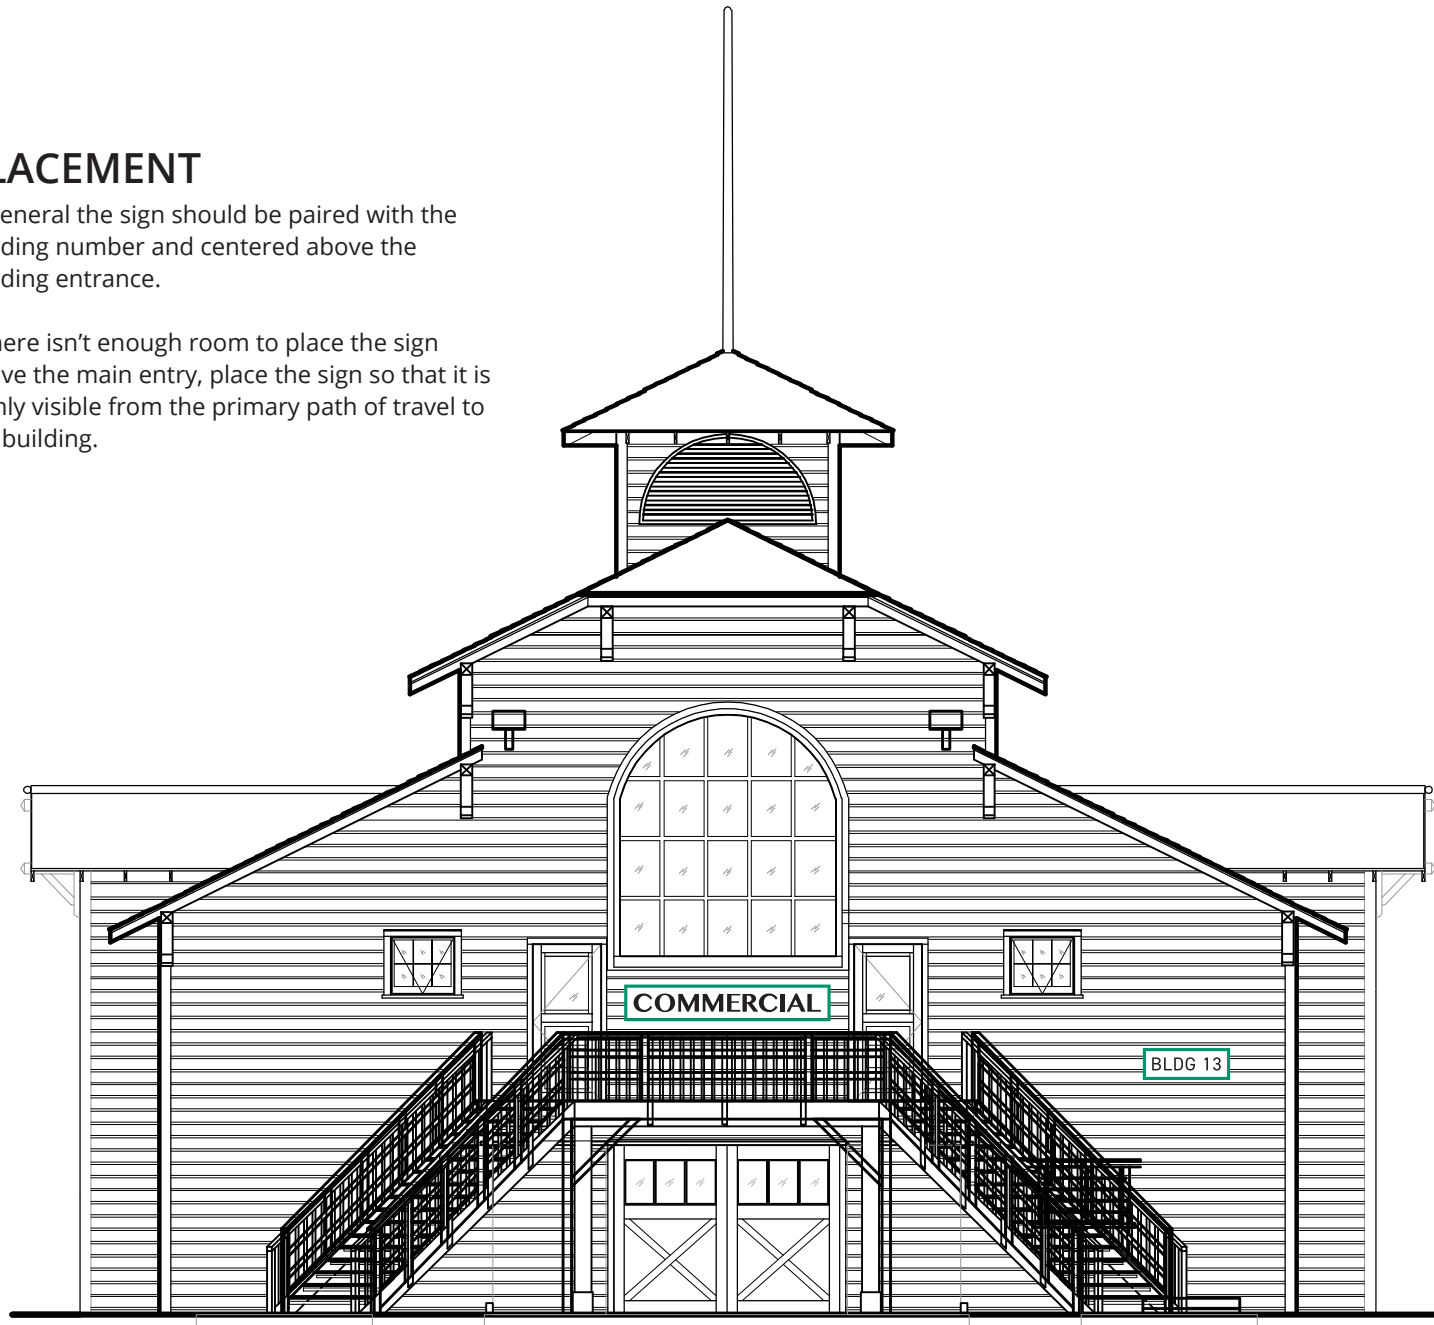 LACEMENT
eneral the sign should be paired with the
ding number and centered above the
ding entrance.
ere isn’t enough room to place the sign
ve the main entry, place the sign so that it is
nly visible from the primary path of travel to
building.
COMMERCIAL
BLDG 13